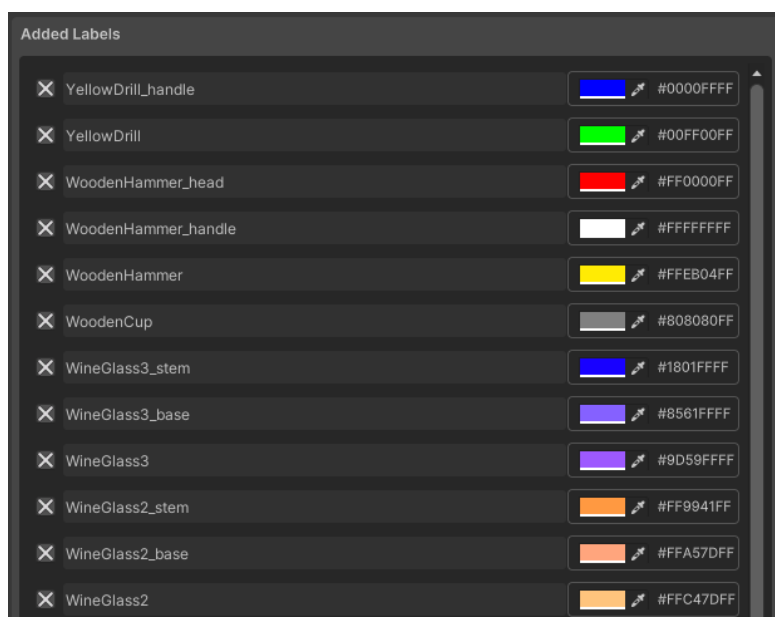 Added Labels
YellowDrill_handle #0000FFFF
YellowDrill #00FF00FF
WoodenHammer_head #FF0000FF
WoodenHammer_handle #FFFFFFFF
WoodenHammer #FFEB04FF
WoodenCup #808080FF
WineGlass3_stem #1801FFFF
WineGlass3_base #8561FFFF
WineGlass3 #9D59FFFF
WineGlass2_stem #FF9941FF
WineGlass2_base #FFA57DFF
WineGlass2 #FFC47DFF